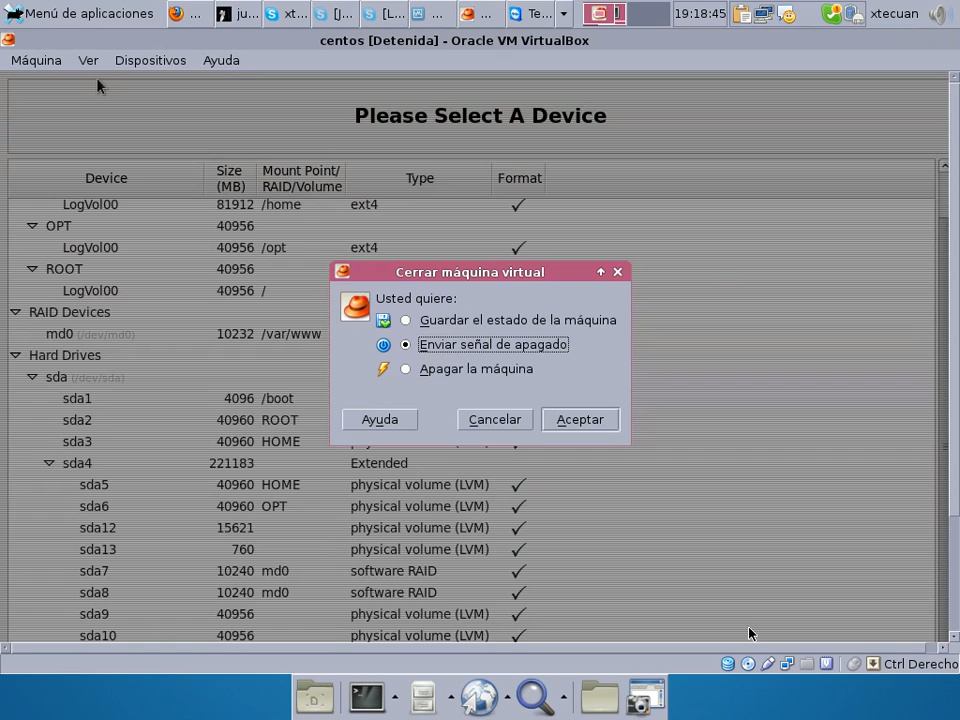 Menú de aplicaciones
...
ju...
xt...
[J...
[L...
...
...
Te...
19:18:45
xtecuan
centos [Detenida] - Oracle VM VirtualBox
Máquina Ver Dispositivos Ayuda
Please Select A Device
Device Size (MB) Mount Point/ RAID/Volume Type Format
LogVol00 81912 /home ext4
OPT 40956
LogVol00 40956 /opt ext4
ROOT 40956
LogVol00 40956 /
RAID Devices
md0 (/dev/md0) 10232 /var/www
Hard Drives
sda (/dev/sda)
sda1 4096 /boot
sda2 40960 ROOT
sda3 40960 HOME
sda4 221183 Extended
sda5 40960 HOME physical volume (LVM)
sda6 40960 OPT physical volume (LVM)
sda12 15621 physical volume (LVM)
sda13 760 physical volume (LVM)
sda7 10240 md0 software RAID
sda8 10240 md0 software RAID
sda9 40956 physical volume (LVM)
sda10 40956 physical volume (LVM)
Cerrar máquina virtual
Usted quiere:
Guardar el estado de la máquina
Enviar señal de apagado
Apagar la máquina
Ayuda Cancelar Aceptar
Ctrl Derecho